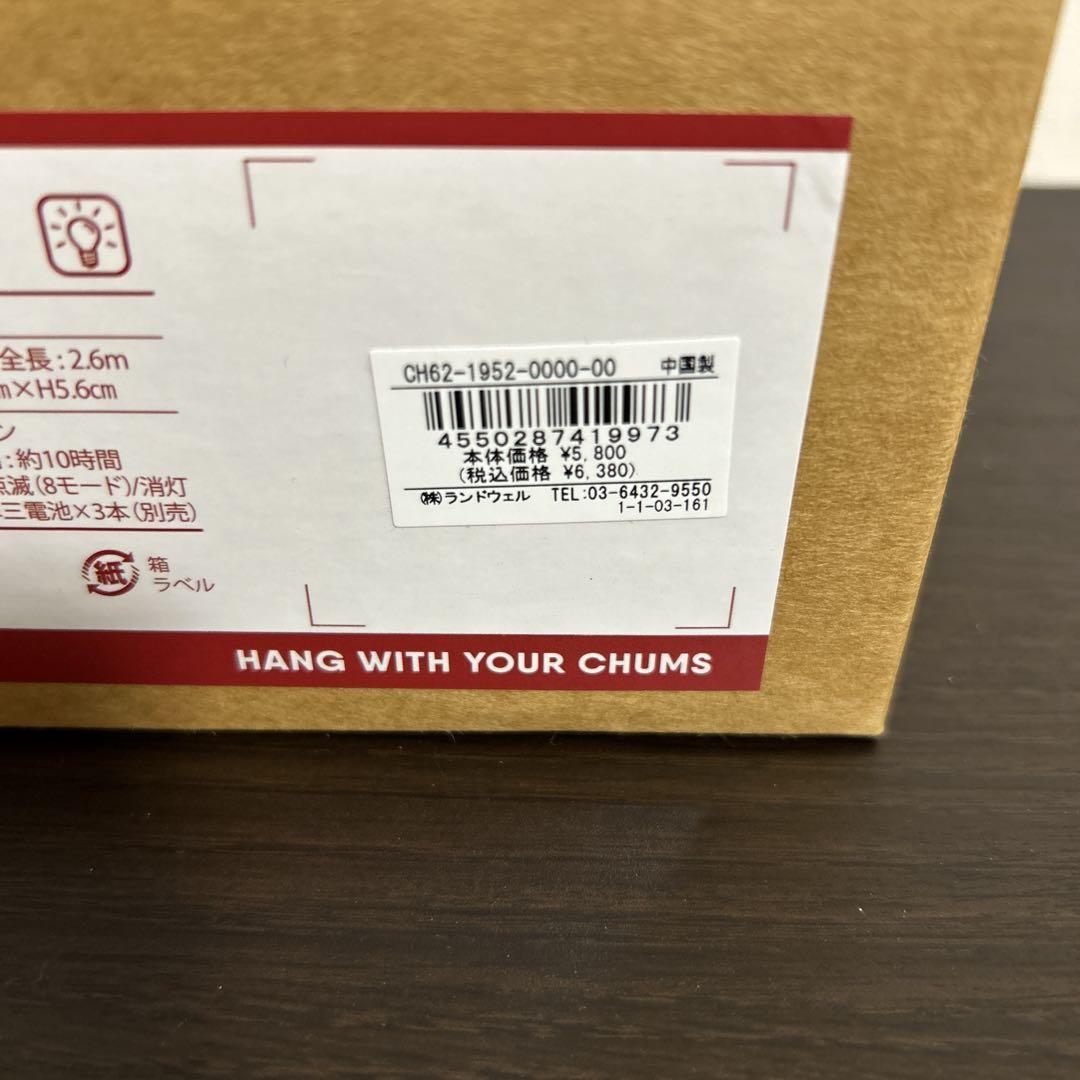 全長:2.6m
m×H5.6cm
ン
:約10時間
点滅(8モード)/消灯
三電池×3本(別売)
紙
箱
ラベル
CH62-1952-0000-00 中国製
4550287419973
本体価格 ¥5,800
(税込価格 ¥6,380)
㈱ランドウェル TEL:03-6432-9550
1-1-03-161
HANG WITH YOUR CHUMS